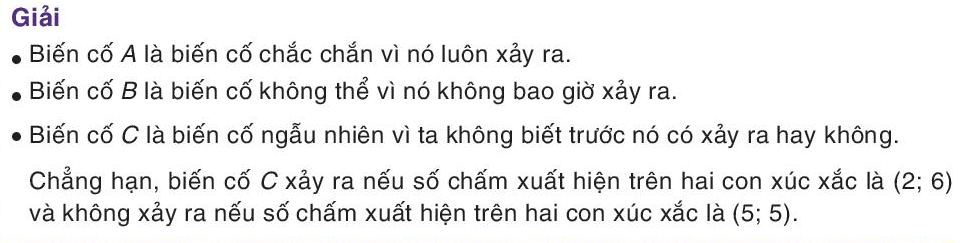 Giải
• Biến cố A là biến cố chắc chắn vì nó luôn xảy ra.
• Biến cố B là biến cố không thể vì nó không bao giờ xảy ra.
• Biến cố C là biến cố ngẫu nhiên vì ta không biết trước nó có xảy ra hay không.
Chẳng hạn, biến cố C xảy ra nếu số chấm xuất hiện trên hai con xúc xắc là (2; 6)
và không xảy ra nếu số chấm xuất hiện trên hai con xúc xắc là (5; 5).